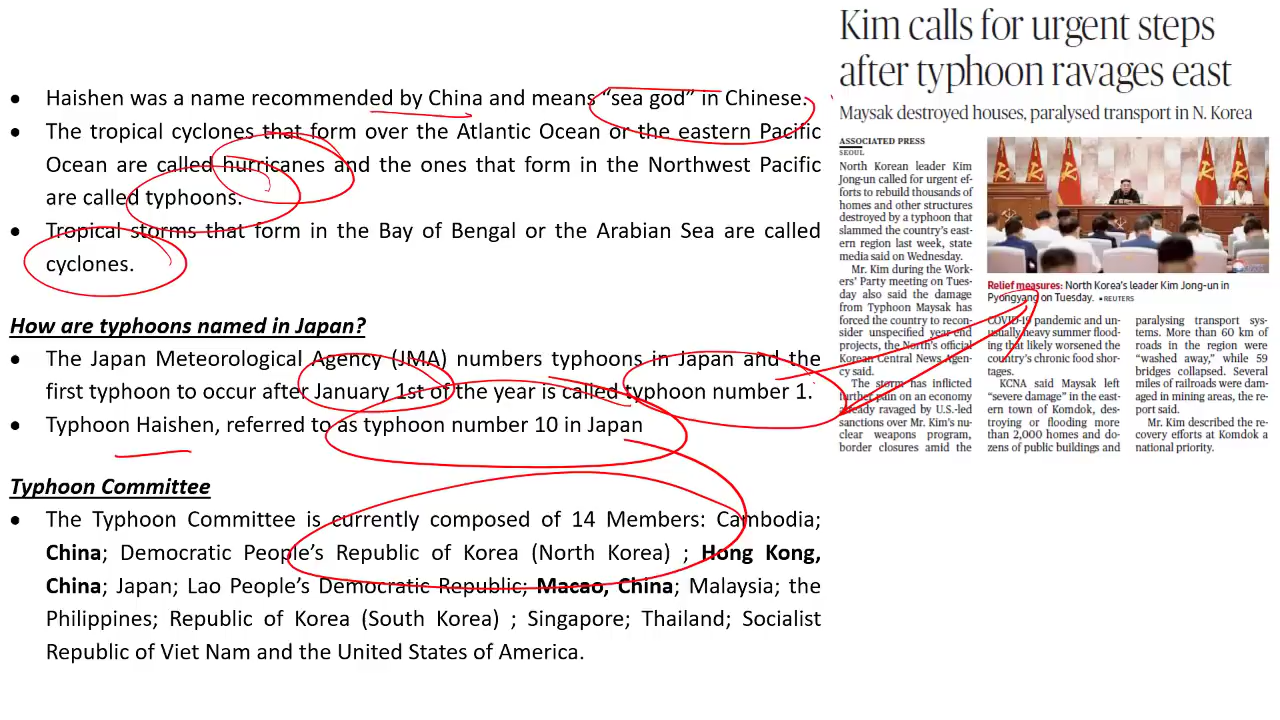 • Haishen was a name recommended by China and means “sea god” in Chinese.
• The tropical cyclones that form over the Atlantic Ocean or the eastern Pacific
Ocean are called hurricanes and the ones that form in the Northwest Pacific
are called typhoons.
• Tropical storms that form in the Bay of Bengal or the Arabian Sea are called
cyclones.
How are typhoons named in Japan?
• The Japan Meteorological Agency (JMA) numbers typhoons in Japan and the
first typhoon to occur after January 1st of the year is called typhoon number 1.
• Typhoon Haishen, referred to as typhoon number 10 in Japan
Typhoon Committee
• The Typhoon Committee is currently composed of 14 Members: Cambodia;
China; Democratic People’s Republic of Korea (North Korea) ; Hong Kong,
China; Japan; Lao People’s Democratic Republic; Macao, China; Malaysia; the
Philippines; Republic of Korea (South Korea) ; Singapore; Thailand; Socialist
Republic of Viet Nam and the United States of America.
Kim calls for urgent steps
after typhoon ravages east
Maysak destroyed houses, paralysed transport in N. Korea
ASSOCIATED PRESS
SEOUL
North Korean leader Kim
Jong-un called for urgent ef-
forts to rebuild thousands of
homes and other structures
destroyed by a typhoon that
slammed the country’s east-
ern region last week, state
media said on Wednesday.
Mr. Kim during the Work-
ers’ Party meeting on Tues-
day also said the damage
from Typhoon Maysak has
forced the country to recon-
sider unspecified year-end
projects, the North’s official
Korean Central News Agen-
cy said.
The storm has inflicted
further pain on an economy
already ravaged by U.S.-led
sanctions over Mr. Kim’s nu-
clear weapons program,
border closures amid the
Relief measures: North Korea’s leader Kim Jong-un in
Pyongyang on Tuesday. • REUTERS
COVID-19 pandemic and un-
usually heavy summer flood-
ing that likely worsened the
country’s chronic food shor-
tages.
KCNA said Maysak left
“severe damage” in the east-
ern town of Komdok, des-
troying or flooding more
than 2,000 homes and do-
zens of public buildings and
paralysing transport sys-
tems. More than 60 km of
roads in the region were
“washed away,” while 59
bridges collapsed. Several
miles of railroads were dam-
aged in mining areas, the re-
port said.
Mr. Kim described the re-
covery efforts at Komdok a
national priority.